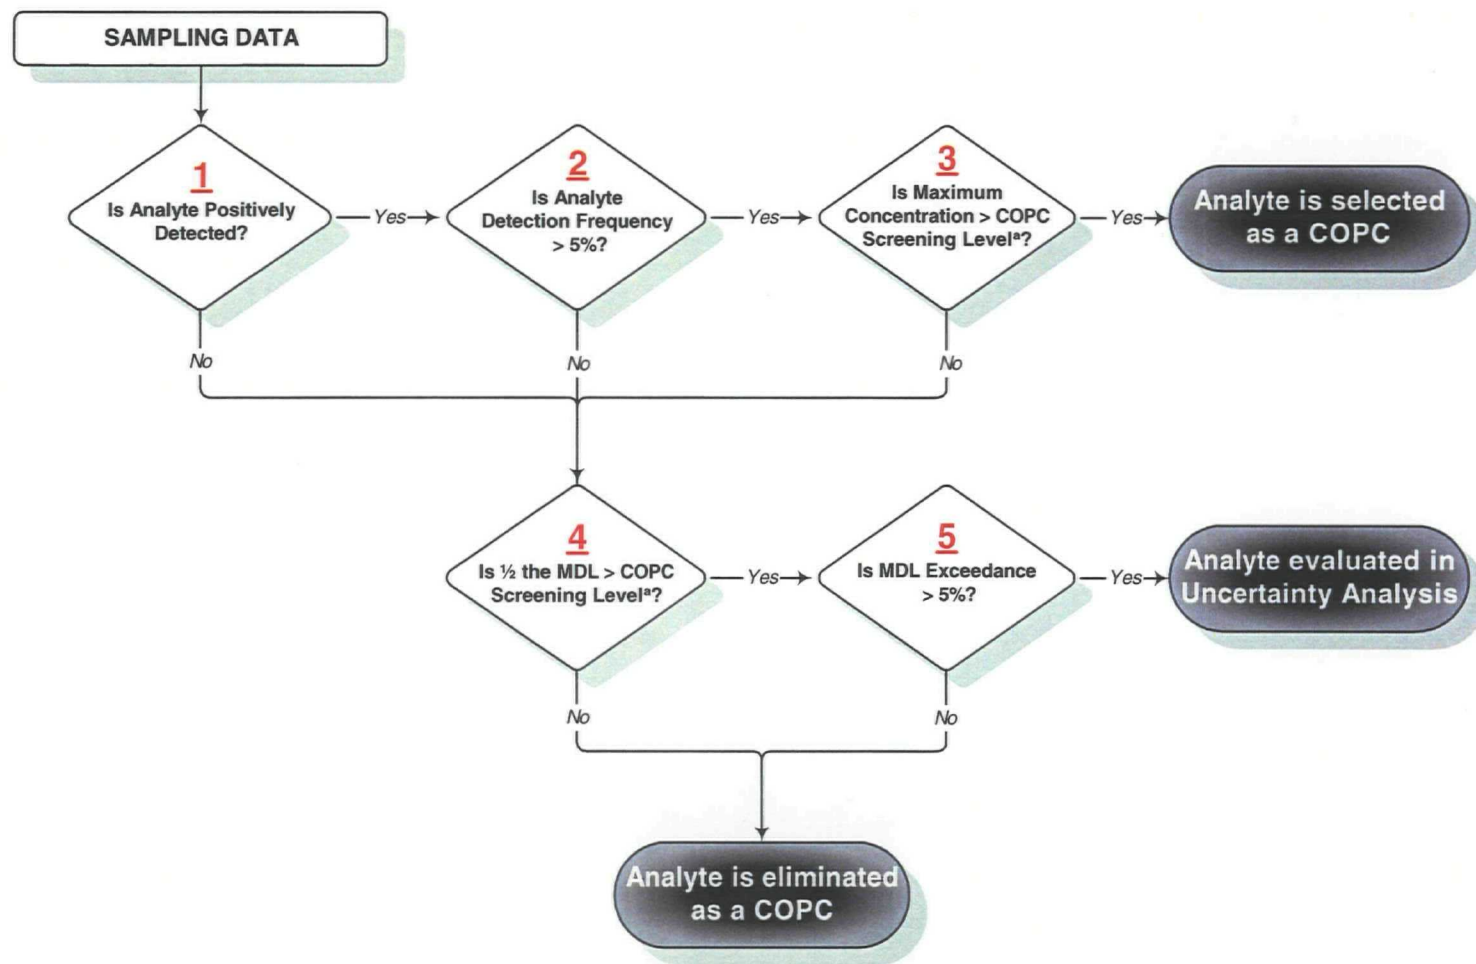 SAMPLING DATA
1
Is Analyte Positively
Detected?
Yes
2
Is Analyte
Detection Frequency
> 5%?
Yes
3
Is Maximum
Concentration > COPC
Screening Levelª?
Yes
Analyte is selected
as a COPC
No
No
No
4
Is ½ the MDL > COPC
Screening Levelª?
Yes
5
Is MDL Exceedance
> 5%?
Yes
Analyte evaluated in
Uncertainty Analysis
No
No
Analyte is eliminated
as a COPC